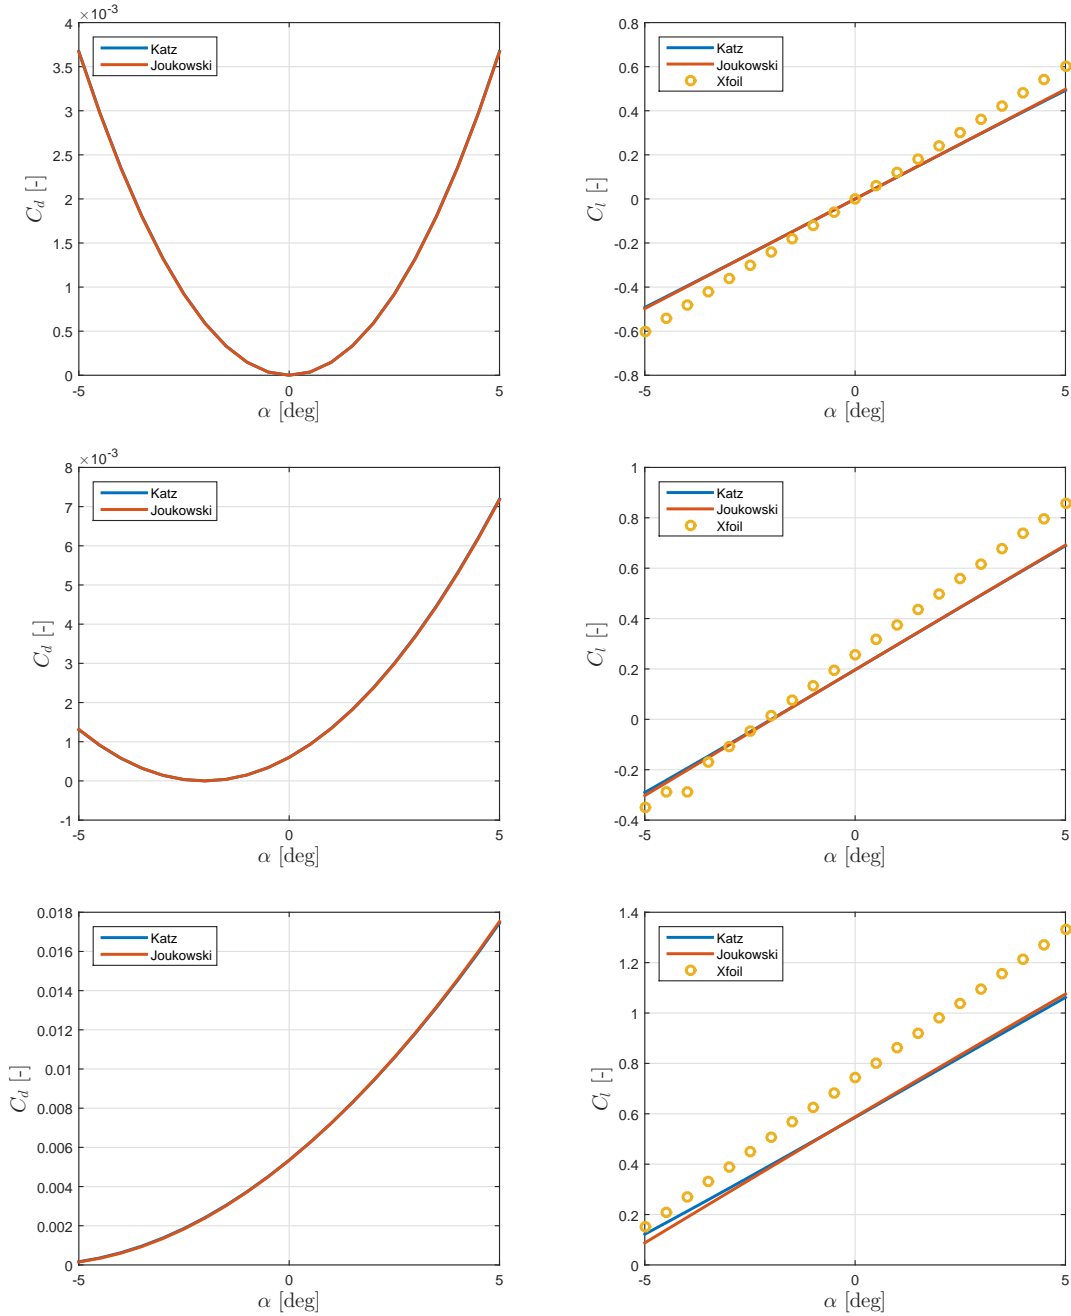 ×10⁻³
4
3.5
3
2.5
2
1.5
1
0.5
0
-5
0
5
C_d [-]
α [deg]
Katz
Joukowski
0.8
0.6
0.4
0.2
0
-0.2
-0.4
-0.6
-0.8
-5
0
5
C_l [-]
α [deg]
Katz
Joukowski
Xfoil
×10⁻³
8
7
6
5
4
3
2
1
0
-1
-5
0
5
C_d [-]
α [deg]
Katz
Joukowski
1
0.8
0.6
0.4
0.2
0
-0.2
-0.4
-5
0
5
C_l [-]
α [deg]
Katz
Joukowski
Xfoil
0.018
0.016
0.014
0.012
0.01
0.008
0.006
0.004
0.002
0
-5
0
5
C_d [-]
α [deg]
Katz
Joukowski
1.4
1.2
1
0.8
0.6
0.4
0.2
0
-5
0
5
C_l [-]
α [deg]
Katz
Joukowski
Xfoil